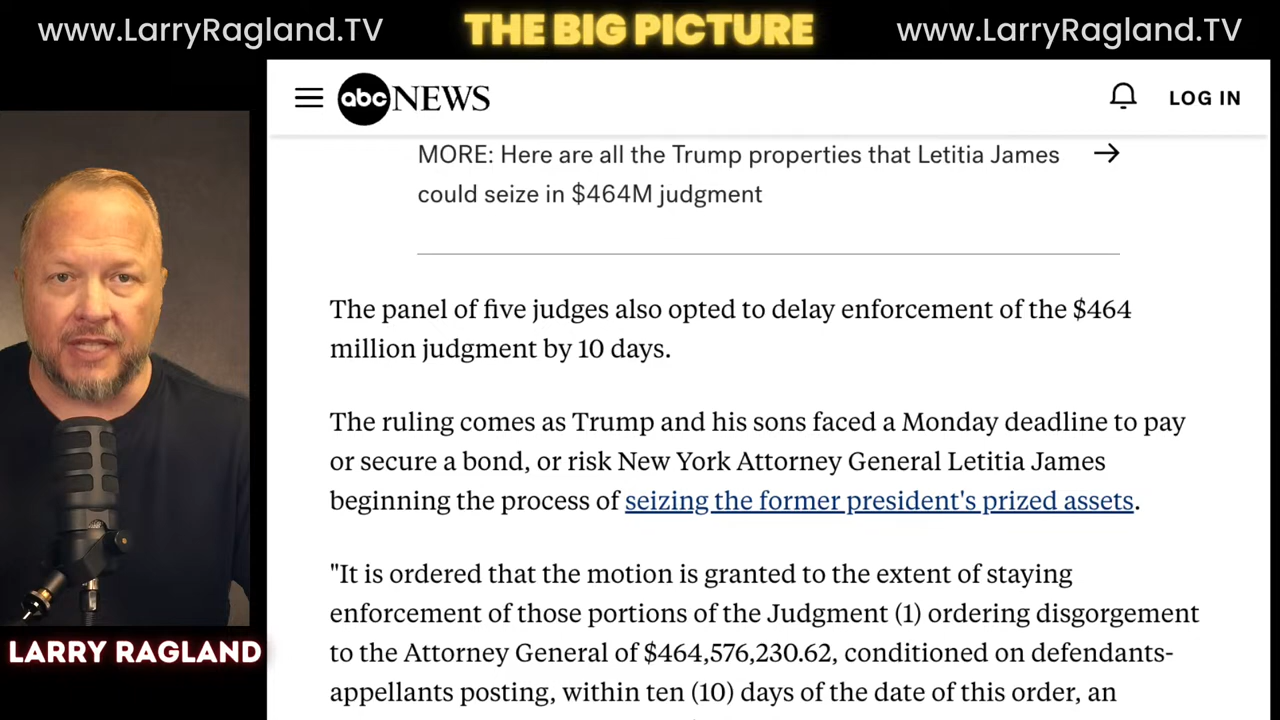 www.LarryRagland.TV
THE BIG PICTURE
www.LarryRagland.TV
abc NEWS
LOG IN
MORE: Here are all the Trump properties that Letitia James
could seize in $464M judgment
The panel of five judges also opted to delay enforcement of the $464
million judgment by 10 days.
The ruling comes as Trump and his sons faced a Monday deadline to pay
or secure a bond, or risk New York Attorney General Letitia James
beginning the process of seizing the former president's prized assets.
"It is ordered that the motion is granted to the extent of staying
enforcement of those portions of the Judgment (1) ordering disgorgement
to the Attorney General of $464,576,230.62, conditioned on defendants-
appellants posting, within ten (10) days of the date of this order, an
LARRY RAGLAND